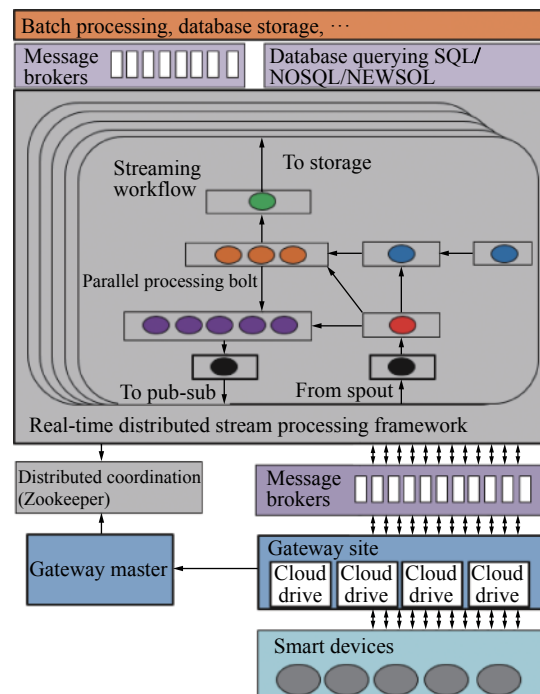 Batch processing, database storage, ···
Message
brokers
Database querying SQL/
NOSQL/NEWSOL
To storage
Streaming
workflow
Parallel processing bolt
To pub-sub
From spout
Real-time distributed stream processing framework
Distributed coordination
(Zookeeper)
Message
brokers
Gateway master
Gateway site
Cloud
drive
Cloud
drive
Cloud
drive
Cloud
drive
Smart devices